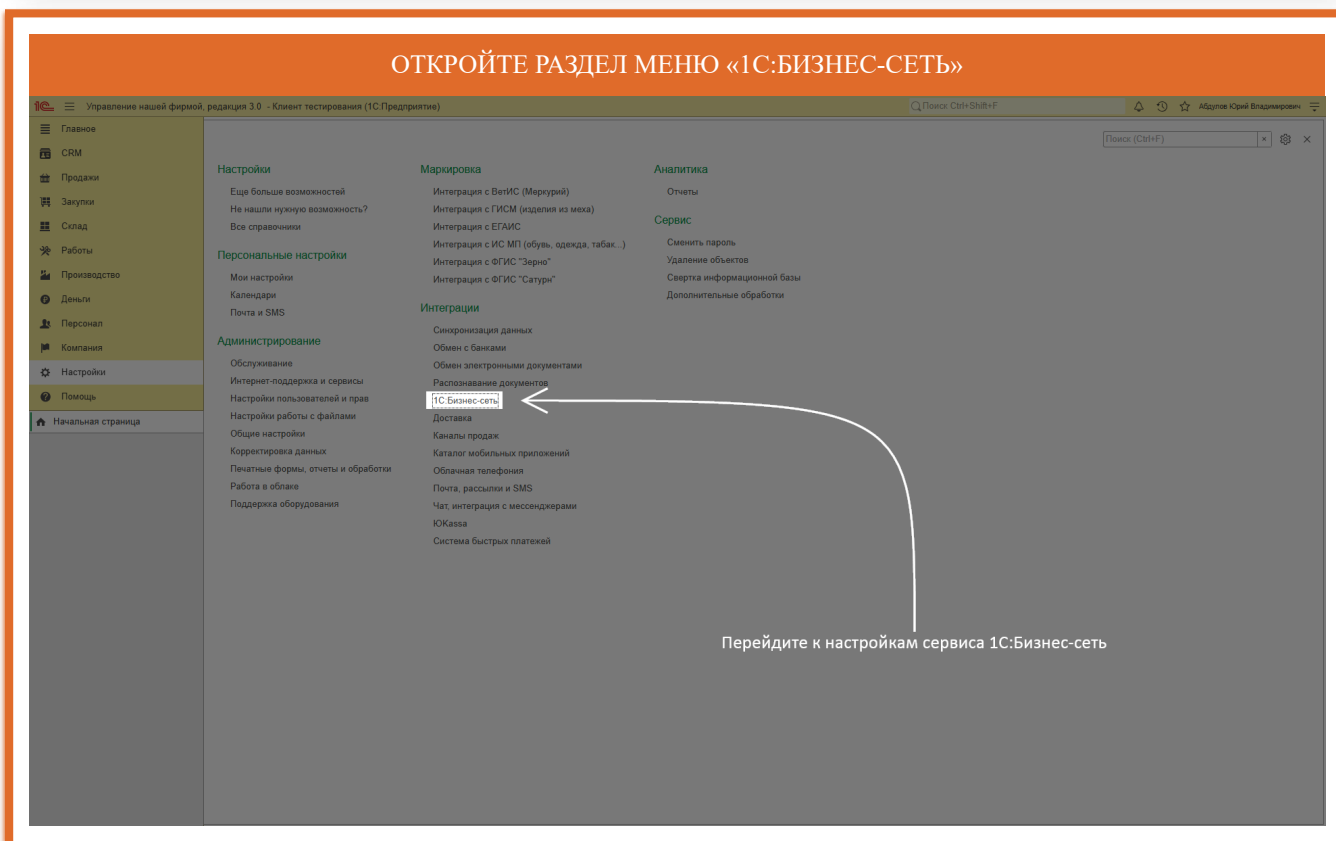 ОТКРОЙТЕ РАЗДЕЛ МЕНЮ «1С:БИЗНЕС-СЕТЬ»
1С Управление нашей фирмой, редакция 3.0 - Клиент тестирования (1С:Предприятие) Поиск Ctrl+Shift+F Абдулов Юрий Владимирович
Главное
CRM
Продажи
Закупки
Склад
Работы
Производство
Деньги
Персонал
Компания
Настройки
Помощь
Начальная страница
Поиск (Ctrl+F)
Настройки
Еще больше возможностей
Не нашли нужную возможность?
Все справочники
Персональные настройки
Мои настройки
Календари
Почта и SMS
Администрирование
Обслуживание
Интернет-поддержка и сервисы
Настройки пользователей и прав
Настройки работы с файлами
Общие настройки
Корректировка данных
Печатные формы, отчеты и обработки
Работа в облаке
Поддержка оборудования
Маркировка
Интеграция с ВетИС (Меркурий)
Интеграция с ГИСМ (изделия из меха)
Интеграция с ЕГАИС
Интеграция с ИС МП (обувь, одежда, табак...)
Интеграция с ФГИС "Зерно"
Интеграция с ФГИС "Сатурн"
Интеграции
Синхронизация данных
Обмен с банками
Обмен электронными документами
Распознавание документов
1С:Бизнес-сеть
Доставка
Каналы продаж
Каталог мобильных приложений
Облачная телефония
Почта, рассылки и SMS
Чат, интеграция с мессенджерами
ЮKassa
Система быстрых платежей
Аналитика
Отчеты
Сервис
Сменить пароль
Удаление объектов
Свертка информационной базы
Дополнительные обработки
Перейдите к настройкам сервиса 1С:Бизнес-сеть